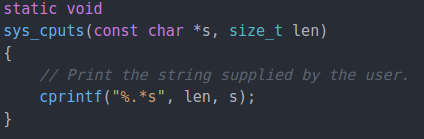 static void
sys_cputs(const char *s, size_t len)
{
    // Print the string supplied by the user.
    cprintf("%.*s", len, s);
}